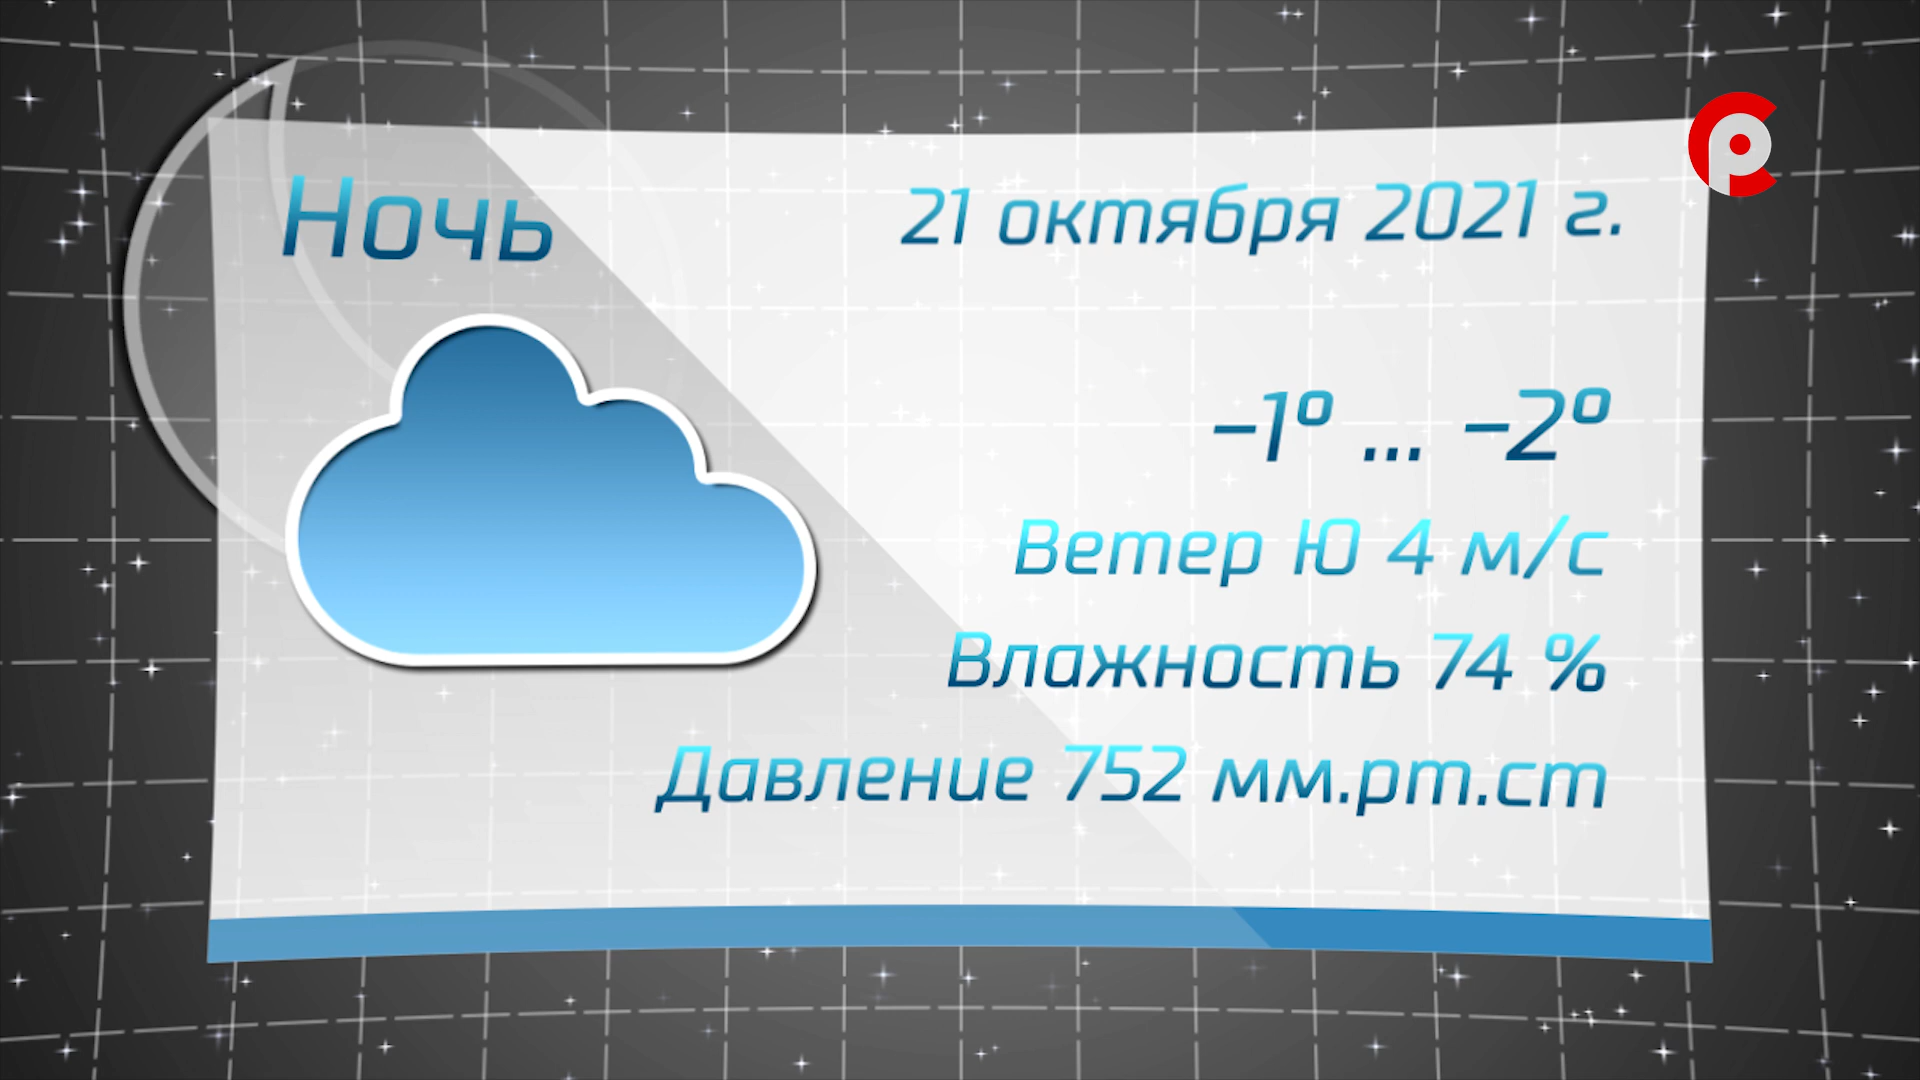 Ночь
21 октября 2021 г.
-1° ... -2°
Ветер Ю 4 м/с
Влажность 74 %
Давление 752 мм.рт.ст